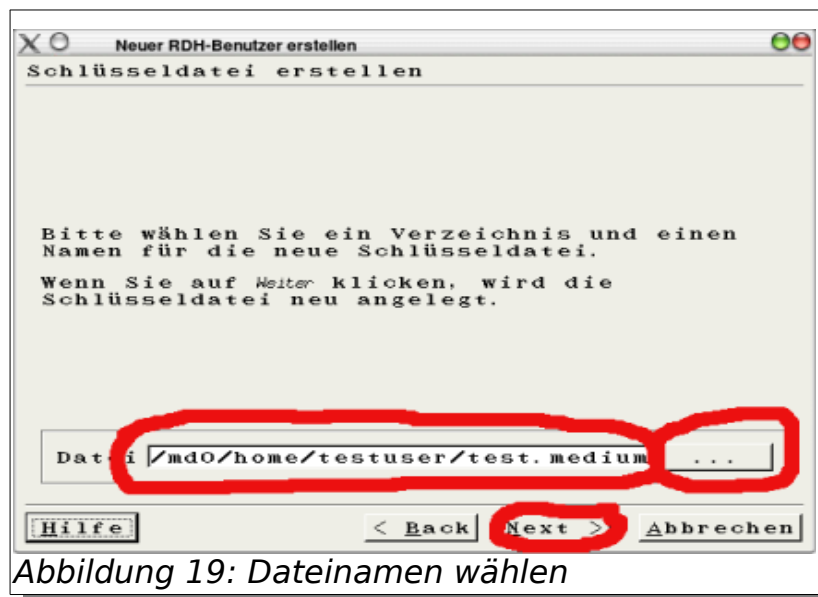 Neuer RDH-Benutzer erstellen
Schlüsseldatei erstellen
Bitte wählen Sie ein Verzeichnis und einen
Namen für die neue Schlüsseldatei.
Wenn Sie auf Weiter klicken, wird die
Schlüsseldatei neu angelegt.
Datei /md0/home/testuser/test.medium ...
Hilfe < Back Next > Abbrechen
Abbildung 19: Dateinamen wählen